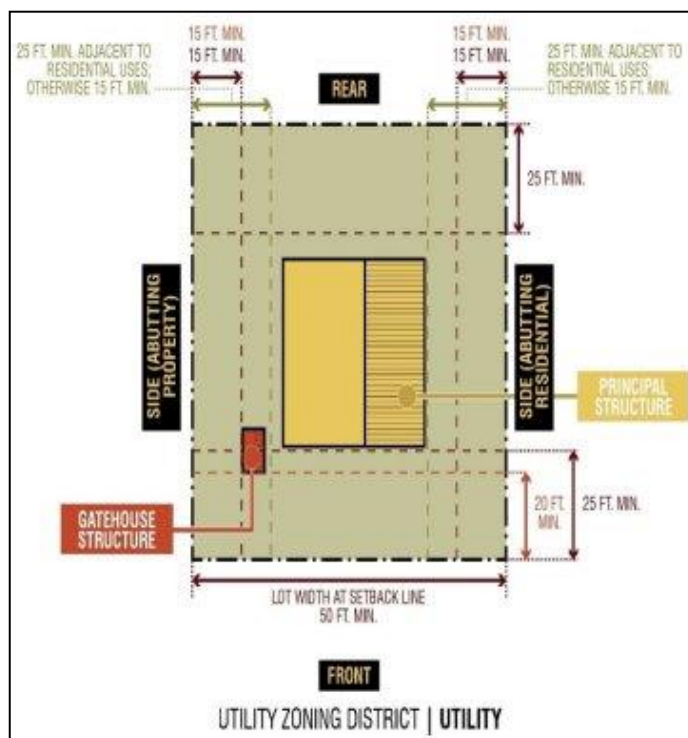 15 FT. MIN.
15 FT. MIN.
25 FT. MIN. ADJACENT TO
RESIDENTIAL USES;
OTHERWISE 15 FT. MIN.
REAR
15 FT. MIN.
15 FT. MIN.
25 FT. MIN. ADJACENT TO
RESIDENTIAL USES;
OTHERWISE 15 FT. MIN.
25 FT. MIN.
SIDE (ABUTTING
PROPERTY)
SIDE (ABUTTING
RESIDENTIAL)
PRINCIPAL
STRUCTURE
GATEHOUSE
STRUCTURE
20 FT.
MIN.
25 FT. MIN.
LOT WIDTH AT SETBACK LINE
50 FT. MIN.
FRONT
UTILITY ZONING DISTRICT | UTILITY